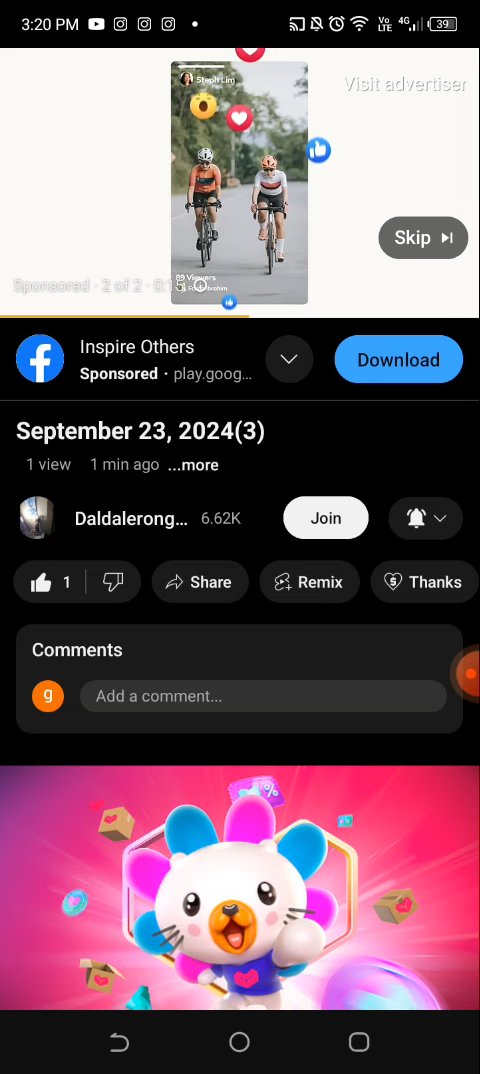 3:20 PM
Vo LTE 4G 39
Steph Lim
Visit advertiser
Skip
89 Viewers
Sponsored · 2 of 2 · 0:15
Inspire Others
Sponsored · play.goog...
Download
September 23, 2024(3)
1 view 1 min ago ...more
Daldalerong... 6.62K
Join
1
Share
Remix
Thanks
Comments
g
Add a comment...